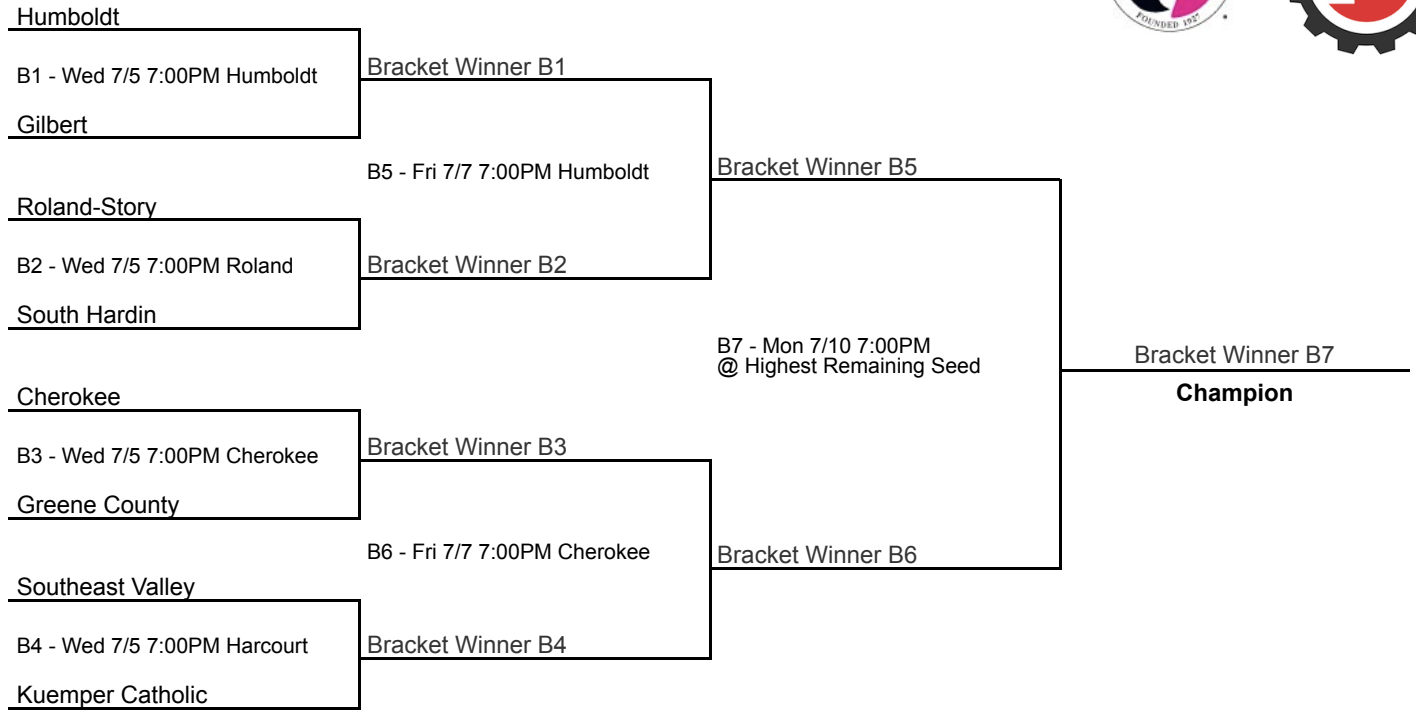 Humboldt
FOUNDED 1927
B1 - Wed 7/5 7:00PM Humboldt
Bracket Winner B1
Gilbert
B5 - Fri 7/7 7:00PM Humboldt
Bracket Winner B5
Roland-Story
B2 - Wed 7/5 7:00PM Roland
Bracket Winner B2
South Hardin
B7 - Mon 7/10 7:00PM
@ Highest Remaining Seed
Bracket Winner B7
Champion
Cherokee
B3 - Wed 7/5 7:00PM Cherokee
Bracket Winner B3
Greene County
B6 - Fri 7/7 7:00PM Cherokee
Bracket Winner B6
Southeast Valley
B4 - Wed 7/5 7:00PM Harcourt
Bracket Winner B4
Kuemper Catholic